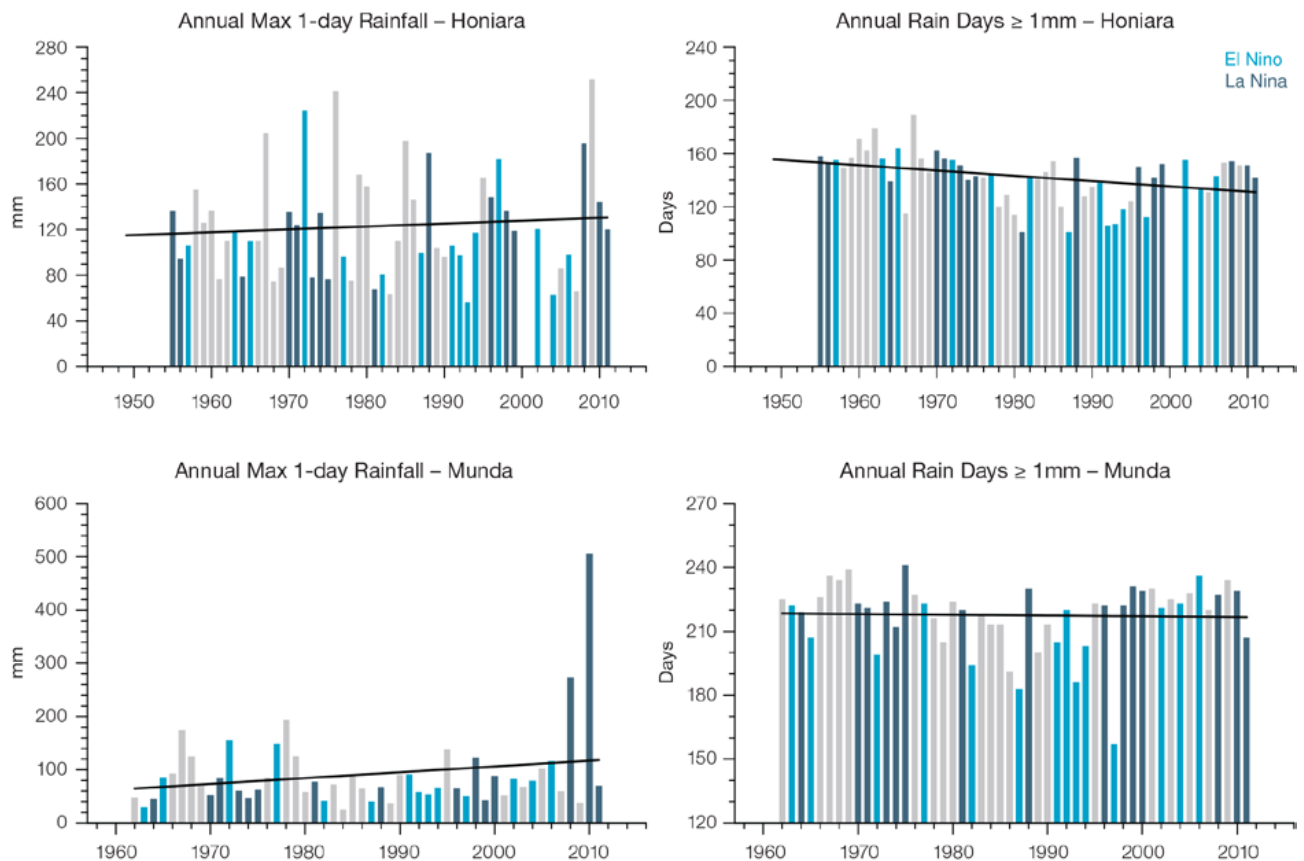 Annual Max 1-day Rainfall – Honiara
280
240
200
160
120
80
40
0
mm
1950 1960 1970 1980 1990 2000 2010
Annual Rain Days ≥ 1mm – Honiara
El Nino
La Nina
240
200
160
120
80
40
0
Days
1950 1960 1970 1980 1990 2000 2010
Annual Max 1-day Rainfall – Munda
600
500
400
300
200
100
0
mm
1960 1970 1980 1990 2000 2010
Annual Rain Days ≥ 1mm – Munda
270
240
210
180
150
120
Days
1960 1970 1980 1990 2000 2010